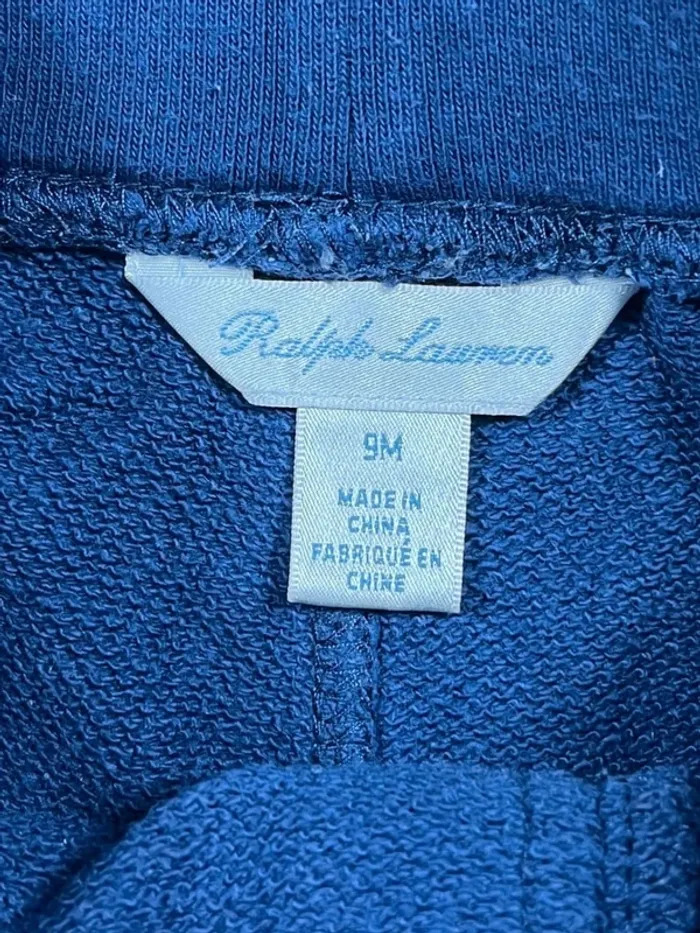 Ralph Lauren
9M
MADE IN
CHINA
FABRIQUÉ EN
CHINE